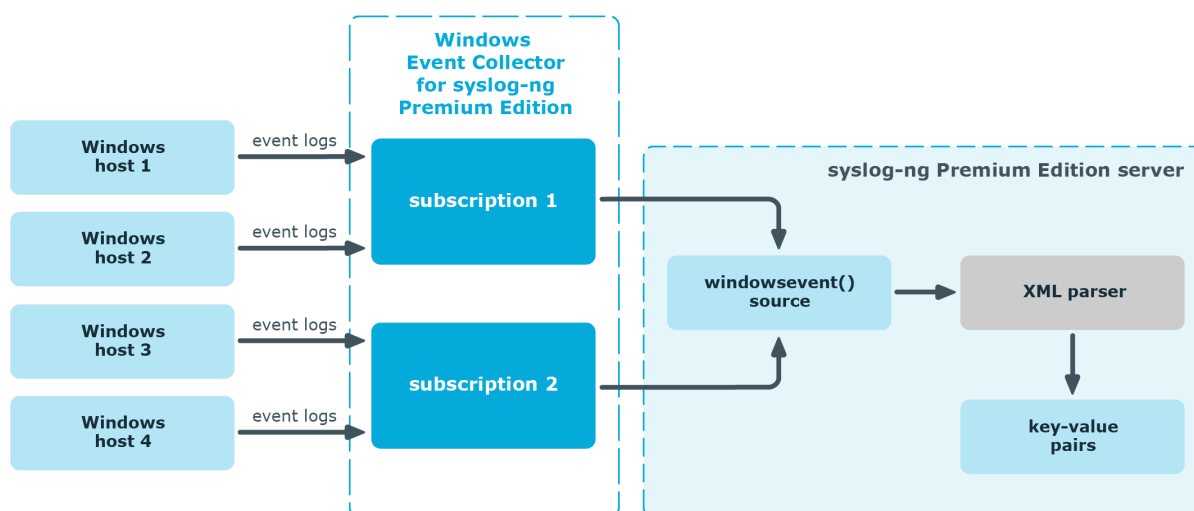 Windows
Event Collector
for syslog-ng
Premium Edition
Windows
host 1
event logs
Windows
host 2
event logs
Windows
host 3
event logs
Windows
host 4
event logs
subscription 1
subscription 2
syslog-ng Premium Edition server
windowsevent()
source
XML parser
key-value
pairs